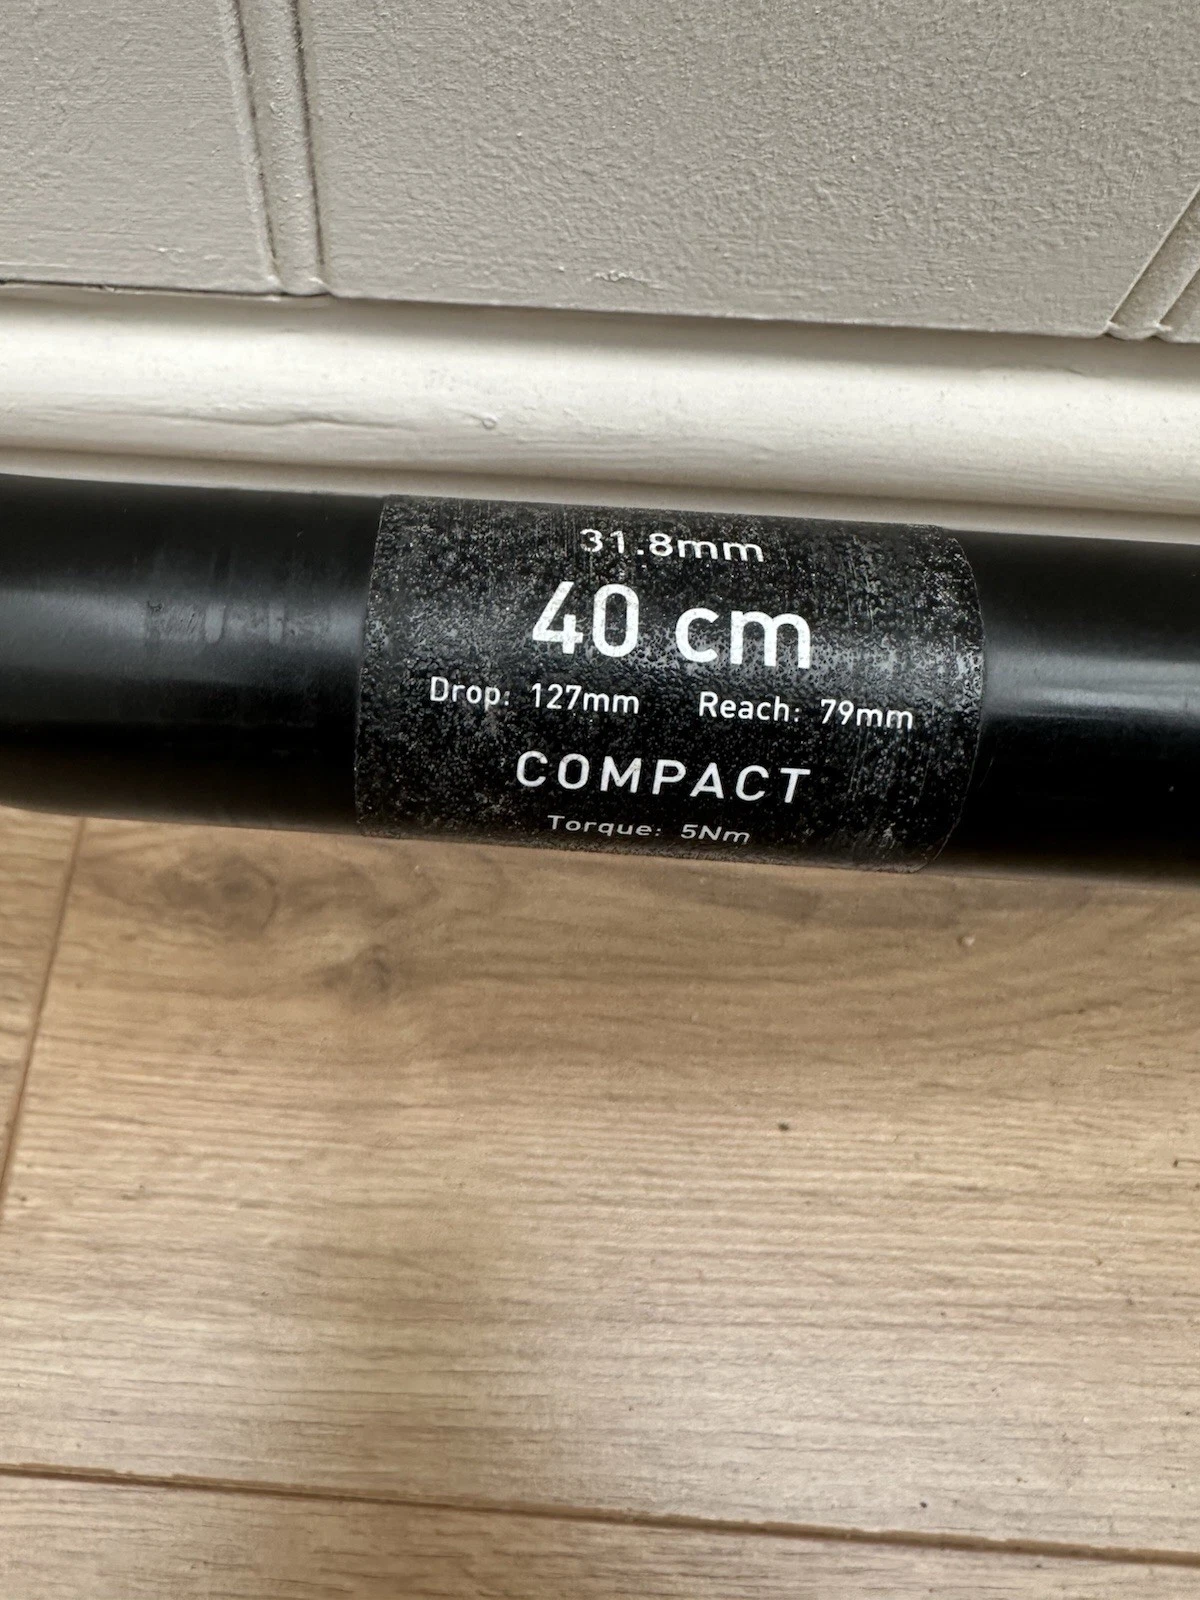 31.8mm
40 cm
Drop: 127mm Reach: 79mm
COMPACT
Torque: 5Nm